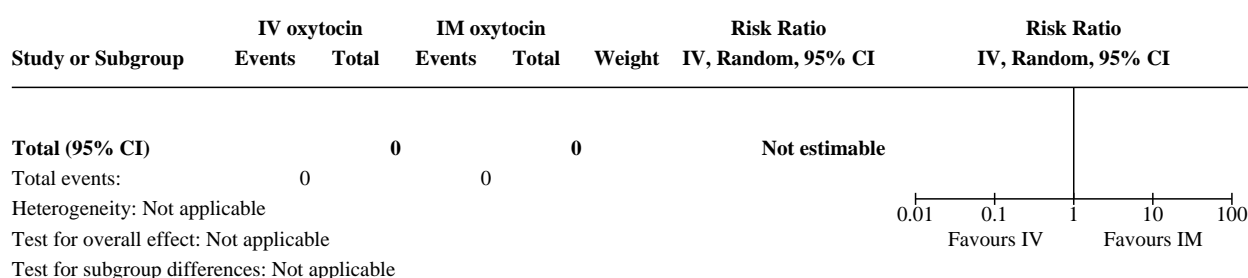 IV oxytocin IM oxytocin Risk Ratio Risk Ratio
Study or Subgroup Events Total Events Total Weight IV, Random, 95% CI IV, Random, 95% CI
Total (95% CI) 0 0 Not estimable
Total events: 0 0
Heterogeneity: Not applicable
0.01 0.1 1 10 100
Test for overall effect: Not applicable Favours IV Favours IM
Test for subgroup differences: Not applicable